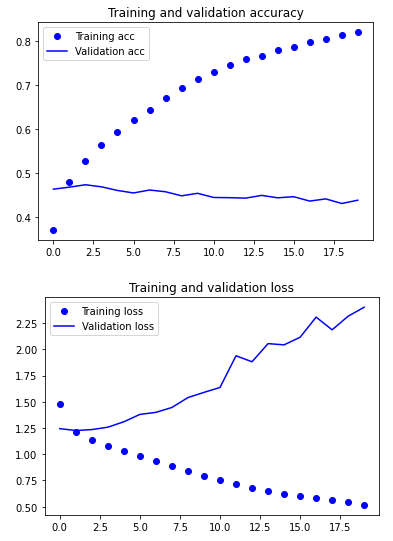 Training and validation accuracy
Training acc
Validation acc
0.8
0.7
0.6
0.5
0.4
0.0 2.5 5.0 7.5 10.0 12.5 15.0 17.5
Training and validation loss
Training loss
Validation loss
2.25
2.00
1.75
1.50
1.25
1.00
0.75
0.50
0.0 2.5 5.0 7.5 10.0 12.5 15.0 17.5